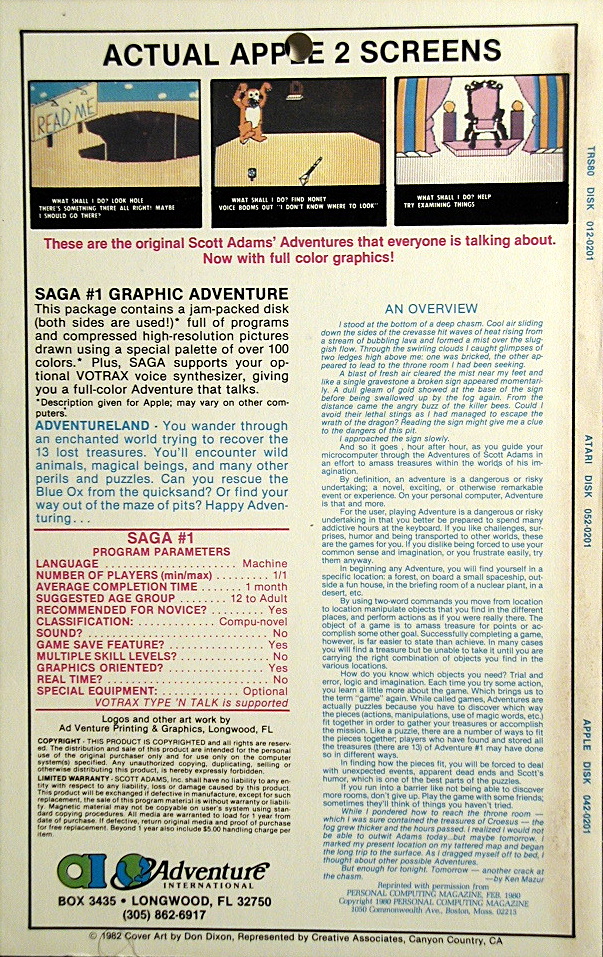 ACTUAL APPLE 2 SCREENS
READ ME
WHAT SHALL I DO? LOOK HOLE
THERE'S SOMETHING THERE ALL RIGHT! MAYBE
I SHOULD GO THERE?
WHAT SHALL I DO? FIND HONEY
VOICE BOOMS OUT "I DON'T KNOW WHERE TO LOOK"
WHAT SHALL I DO? HELP
TRY EXAMINING THINGS
These are the original Scott Adams' Adventures that everyone is talking about.
Now with full color graphics!
SAGA #1 GRAPHIC ADVENTURE
This package contains a jam-packed disk
(both sides are used!)* full of programs
and compressed high-resolution pictures
drawn using a special palette of over 100
colors.* Plus, SAGA supports your op-
tional VOTRAX voice synthesizer, giving
you a full-color Adventure that talks.
*Description given for Apple; may vary on other com-
puters.
ADVENTURELAND - You wander through
an enchanted world trying to recover the
13 lost treasures. You'll encounter wild
animals, magical beings, and many other
perils and puzzles. Can you rescue the
Blue Ox from the quicksand? Or find your
way out of the maze of pits? Happy Adven-
turing...
SAGA #1
PROGRAM PARAMETERS
LANGUAGE . . . . . . . . . . . . . . . . . . . . . Machine
NUMBER OF PLAYERS (min/max) . . . . . . . . . 1/1
AVERAGE COMPLETION TIME . . . . . . . 1 month
SUGGESTED AGE GROUP . . . . . . . . 12 to Adult
RECOMMENDED FOR NOVICE? . . . . . . . . . Yes
CLASSIFICATION: . . . . . . . . . . . . . Compu-novel
SOUND? . . . . . . . . . . . . . . . . . . . . . . . . . . No
GAME SAVE FEATURE? . . . . . . . . . . . . . . . Yes
MULTIPLE SKILL LEVELS? . . . . . . . . . . . . . . No
GRAPHICS ORIENTED? . . . . . . . . . . . . . . . Yes
REAL TIME? . . . . . . . . . . . . . . . . . . . . . . . No
SPECIAL EQUIPMENT: . . . . . . . . . . . . . Optional
VOTRAX TYPE 'N TALK is supported
Logos and other art work by
Ad Venture Printing & Graphics, Longwood, FL
COPYRIGHT - THIS PRODUCT IS COPYRIGHTED and all rights are reserv-
ed. The distribution and sale of this product are intended for the personal
use of the original purchaser only and for use only on the computer
system(s) specified. Any unauthorized copying, duplicating, selling or
otherwise distributing this product, is hereby expressly forbidden.
LIMITED WARRANTY - SCOTT ADAMS, Inc. shall have no liability to any en-
tity with respect to any liability, loss or damage caused by this product.
This product will be exchanged if defective in manufacture, except for such
replacement, the sale of this program material is without warranty or liabili-
ty. Magnetic material may not be copyable on user's system using stan-
dard copying procedures. All media are warranted to load for 1 year from
date of purchase. If defective, return original media and proof of purchase
for free replacement. Beyond 1 year also include $5.00 handling charge per
item.
ai Adventure
INTERNATIONAL
BOX 3435 • LONGWOOD, FL 32750
(305) 862-6917
AN OVERVIEW
I stood at the bottom of a deep chasm. Cool air sliding
down the sides of the crevasse hit waves of heat rising from
a stream of bubbling lava and formed a mist over the slug-
gish flow. Through the swirling clouds I caught glimpses of
two ledges high above me: one was bricked, the other ap-
peared to lead to the throne room I had been seeking.
A blast of fresh air cleared the mist near my feet and
like a single gravestone a broken sign appeared momentari-
ly. A dull gleam of gold showed at the base of the sign
before being swallowed up by the fog again. From the
distance came the angry buzz of the killer bees. Could I
avoid their lethal stings as I had managed to escape the
wrath of the dragon? Reading the sign might give me a clue
to the dangers of this pit.
I approached the sign slowly.
And so it goes , hour after hour, as you guide your
microcomputer through the Adventures of Scott Adams in
an effort to amass treasures within the worlds of his im-
agination.
By definition, an adventure is a dangerous or risky
undertaking; a novel, exciting, or otherwise remarkable
event or experience. On your personal computer, Adventure
is that and more.
For the user, playing Adventure is a dangerous or risky
undertaking in that you better be prepared to spend many
addictive hours at the keyboard. If you like challenges, sur-
prises, humor and being transported to other worlds, these
are the games for you. If you dislike being forced to use your
common sense and imagination, or you frustrate easily, try
them anyway.
In beginning any Adventure, you will find yourself in a
specific location: a forest, on board a small spaceship, out-
side a fun house, in the briefing room of a nuclear plant, in a
desert, etc.
By using two-word commands you move from location
to location manipulate objects that you find in the different
places, and perform actions as if you were really there. The
object of a game is to amass treasure for points or ac-
complish some other goal. Successfully completing a game,
however, is far easier to state than achieve. In many cases
you will find a treasure but be unable to take it until you are
carrying the right combination of objects you find in the
various locations.
How do you know which objects you need? Trial and
error, logic and imagination. Each time you try some action,
you learn a little more about the game. Which brings us to
the term "game" again. While called games, Adventures are
actually puzzles because you have to discover which way
the pieces (actions, manipulations, use of magic words, etc.)
fit together in order to gather your treasures or accomplish
the mission. Like a puzzle, there are a number of ways to fit
the pieces together; players who have found and stored all
the treasures (there are 13) of Adventure #1 may have done
so in different ways.
In finding how the pieces fit, you will be forced to deal
with unexpected events, apparent dead ends and Scott's
humor, which is one of the best parts of the puzzles.
If you run into a barrier like not being able to discover
more rooms, don't give up. Play the game with some friends;
sometimes they'll think of things you haven't tried.
While I pondered how to reach the throne room —
which I was sure contained the treasures of Croesus — the
fog grew thicker and the hours passed. I realized I would not
be able to outwit Adams today...but maybe tomorrow. I
marked my present location on my tattered map and began
the long trip to the surface. As I dragged myself off to bed, I
thought about other possible Adventures.
But enough for tonight. Tomorrow — another crack at
the chasm. —by Ken Mazur
Reprinted with permission from
PERSONAL COMPUTING MAGAZINE, FEB. 1980
Copyright 1980 PERSONAL COMPUTING MAGAZINE
1050 Commonwealth Ave., Boston, Mass. 02215
TRS80 DISK 012-0201
ATARI DISK 052-0201
APPLE DISK 042-0201
© 1982 Cover Art by Don Dixon, Represented by Creative Associates, Canyon Country, CA